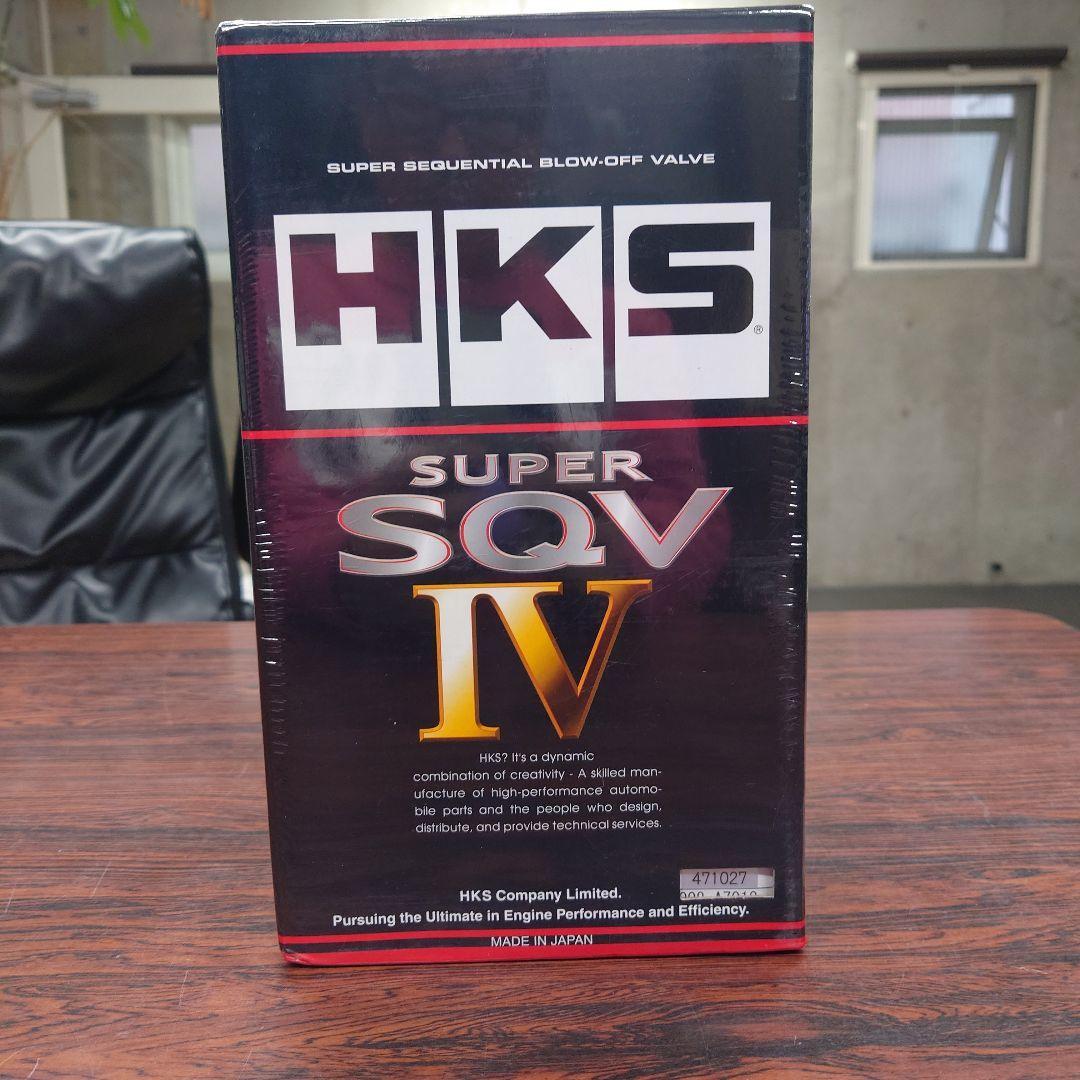 SUPER SEQUENTIAL BLOW-OFF VALVE
HKS®
SUPER
SQV
IV
HKS? It's a dynamic
combination of creativity - A skilled man-
ufacture of high-performance automo-
bile parts and the people who design,
distribute, and provide technical services.
471027
HKS Company Limited.
Pursuing the Ultimate in Engine Performance and Efficiency.
MADE IN JAPAN